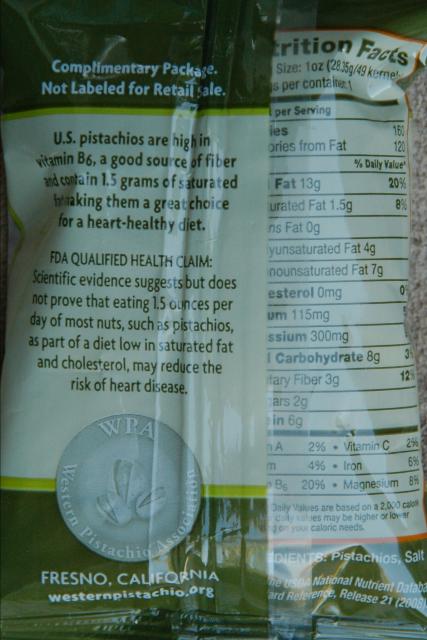 Complimentary Package.
Not Labeled for Retail Sale.
U.S. pistachios are high in
vitamin B6, a good source of fiber
and contain 1.5 grams of saturated
fat making them a great choice
for a heart-healthy diet.
FDA QUALIFIED HEALTH CLAIM:
Scientific evidence suggests but does
not prove that eating 1.5 ounces per
day of most nuts, such as pistachios,
as part of a diet low in saturated fat
and cholesterol, may reduce the
risk of heart disease.
WPA
Western Pistachio Association
FRESNO, CALIFORNIA
westernpistachio.org
trition Facts
Size: 1oz (28.35g/49 kernels
gs per container: 1
per Serving
ies 160
ories from Fat 120
% Daily Value*
Fat 13g 20%
urated Fat 1.5g 8%
ns Fat 0g
yunsaturated Fat 4g
nounsaturated Fat 7g
esterol 0mg 0
um 115mg
ssium 300mg
l Carbohydrate 8g 3
tary Fiber 3g 12%
ars 2g
ein 6g
n A 2% • Vitamin C 2%
m 4% • Iron 6%
n B6 20% • Magnesium 8%
Daily Values are based on a 2,000 calorie
daily values may be higher or lower
g on your calorie needs.
DIENTS: Pistachios, Salt
he USDA National Nutrient Databa
ard Reference, Release 21 (2008)